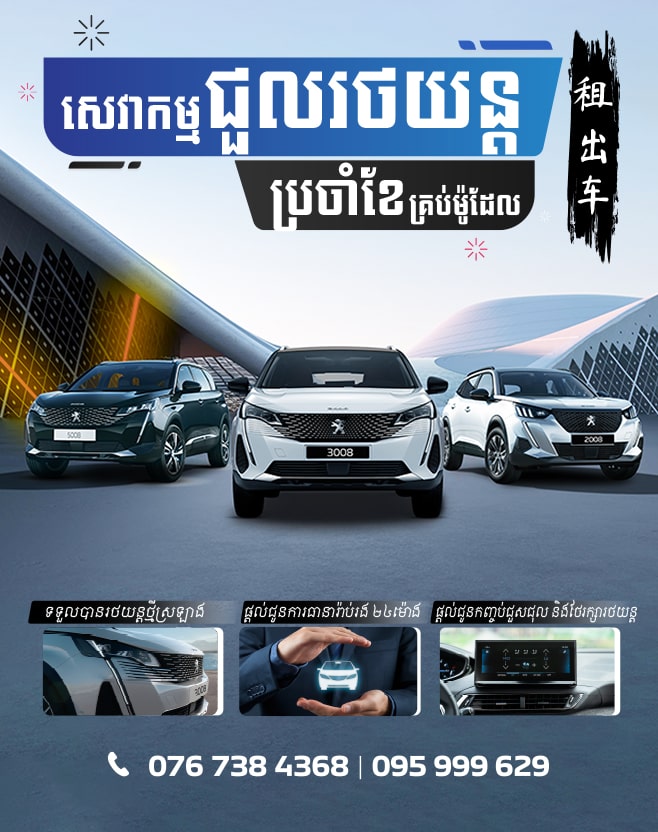 សេវាកម្មជួលរថយន្ត
ប្រចាំខែ គ្រប់ម៉ូដែល
租出车
5008
3008
2008
ទទួលបានរថយន្តថ្មីស្រឡាង
ផ្តល់ជូនការធានារ៉ាប់រង ២៤ម៉ោង
ផ្តល់ជូនកញ្ចប់ជួសជុល និងថែរក្សារថយន្ត
3008
076 738 4368 | 095 999 629